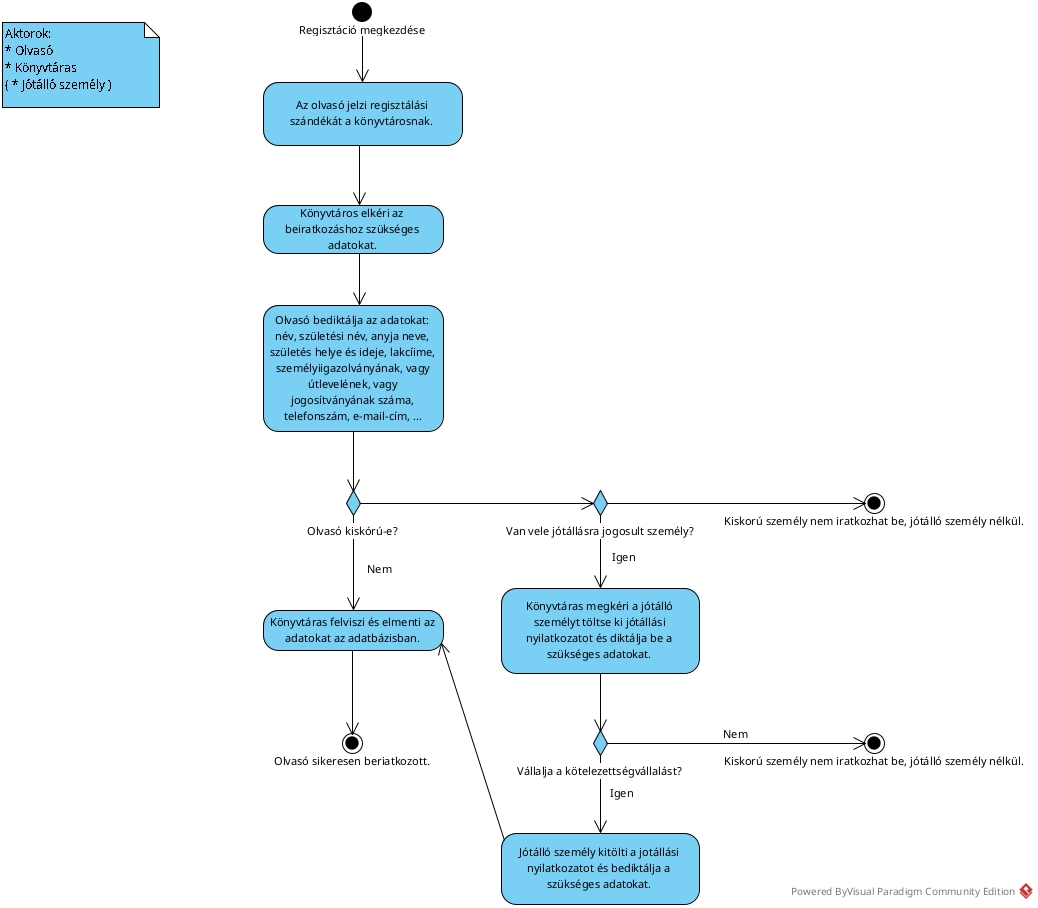 Aktorok:
* Olvasó
* Könyvtáras
( * Jótálló személy )
Regisztáció megkezdése
Az olvasó jelzi regisztálási
szándékát a könyvtárosnak.
Könyvtáros elkéri az
beiratkozáshoz szükséges
adatokat.
Olvasó bediktálja az adatokat:
név, születési név, anyja neve,
születés helye és ideje, lakcíime,
személyiigazolványának, vagy
útlevelének, vagy
jogosítványának száma,
telefonszám, e-mail-cím, ...
Olvasó kiskórú-e?
Van vele jótállásra jogosult személy?
Kiskorú személy nem iratkozhat be, jótálló személy nélkül.
Igen
Nem
Könyvtáras felviszi és elmenti az
adatokat az adatbázisban.
Könyvtáras megkéri a jótálló
személyt töltse ki jótállási
nyilatkozatot és diktálja be a
szükséges adatokat.
Nem
Olvasó sikeresen beriatkozott.
Vállalja a kötelezettségvállalást?
Kiskorú személy nem iratkozhat be, jótálló személy nélkül.
Igen
Jótálló személy kitölti a jotállási
nyilatkozatot és bediktálja a
szükséges adatokat.
Powered ByVisual Paradigm Community Edition